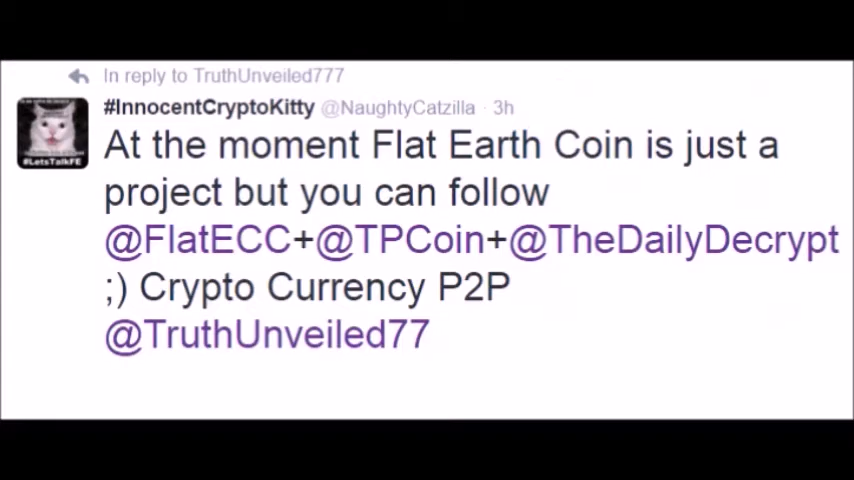 In reply to TruthUnveiled777
#InnocentCryptoKitty @NaughtyCatzilla · 3h
At the moment Flat Earth Coin is just a
project but you can follow
@FlatECC+@TPCoin+@TheDailyDecrypt
;) Crypto Currency P2P
@TruthUnveiled77
#LetsTalkFE